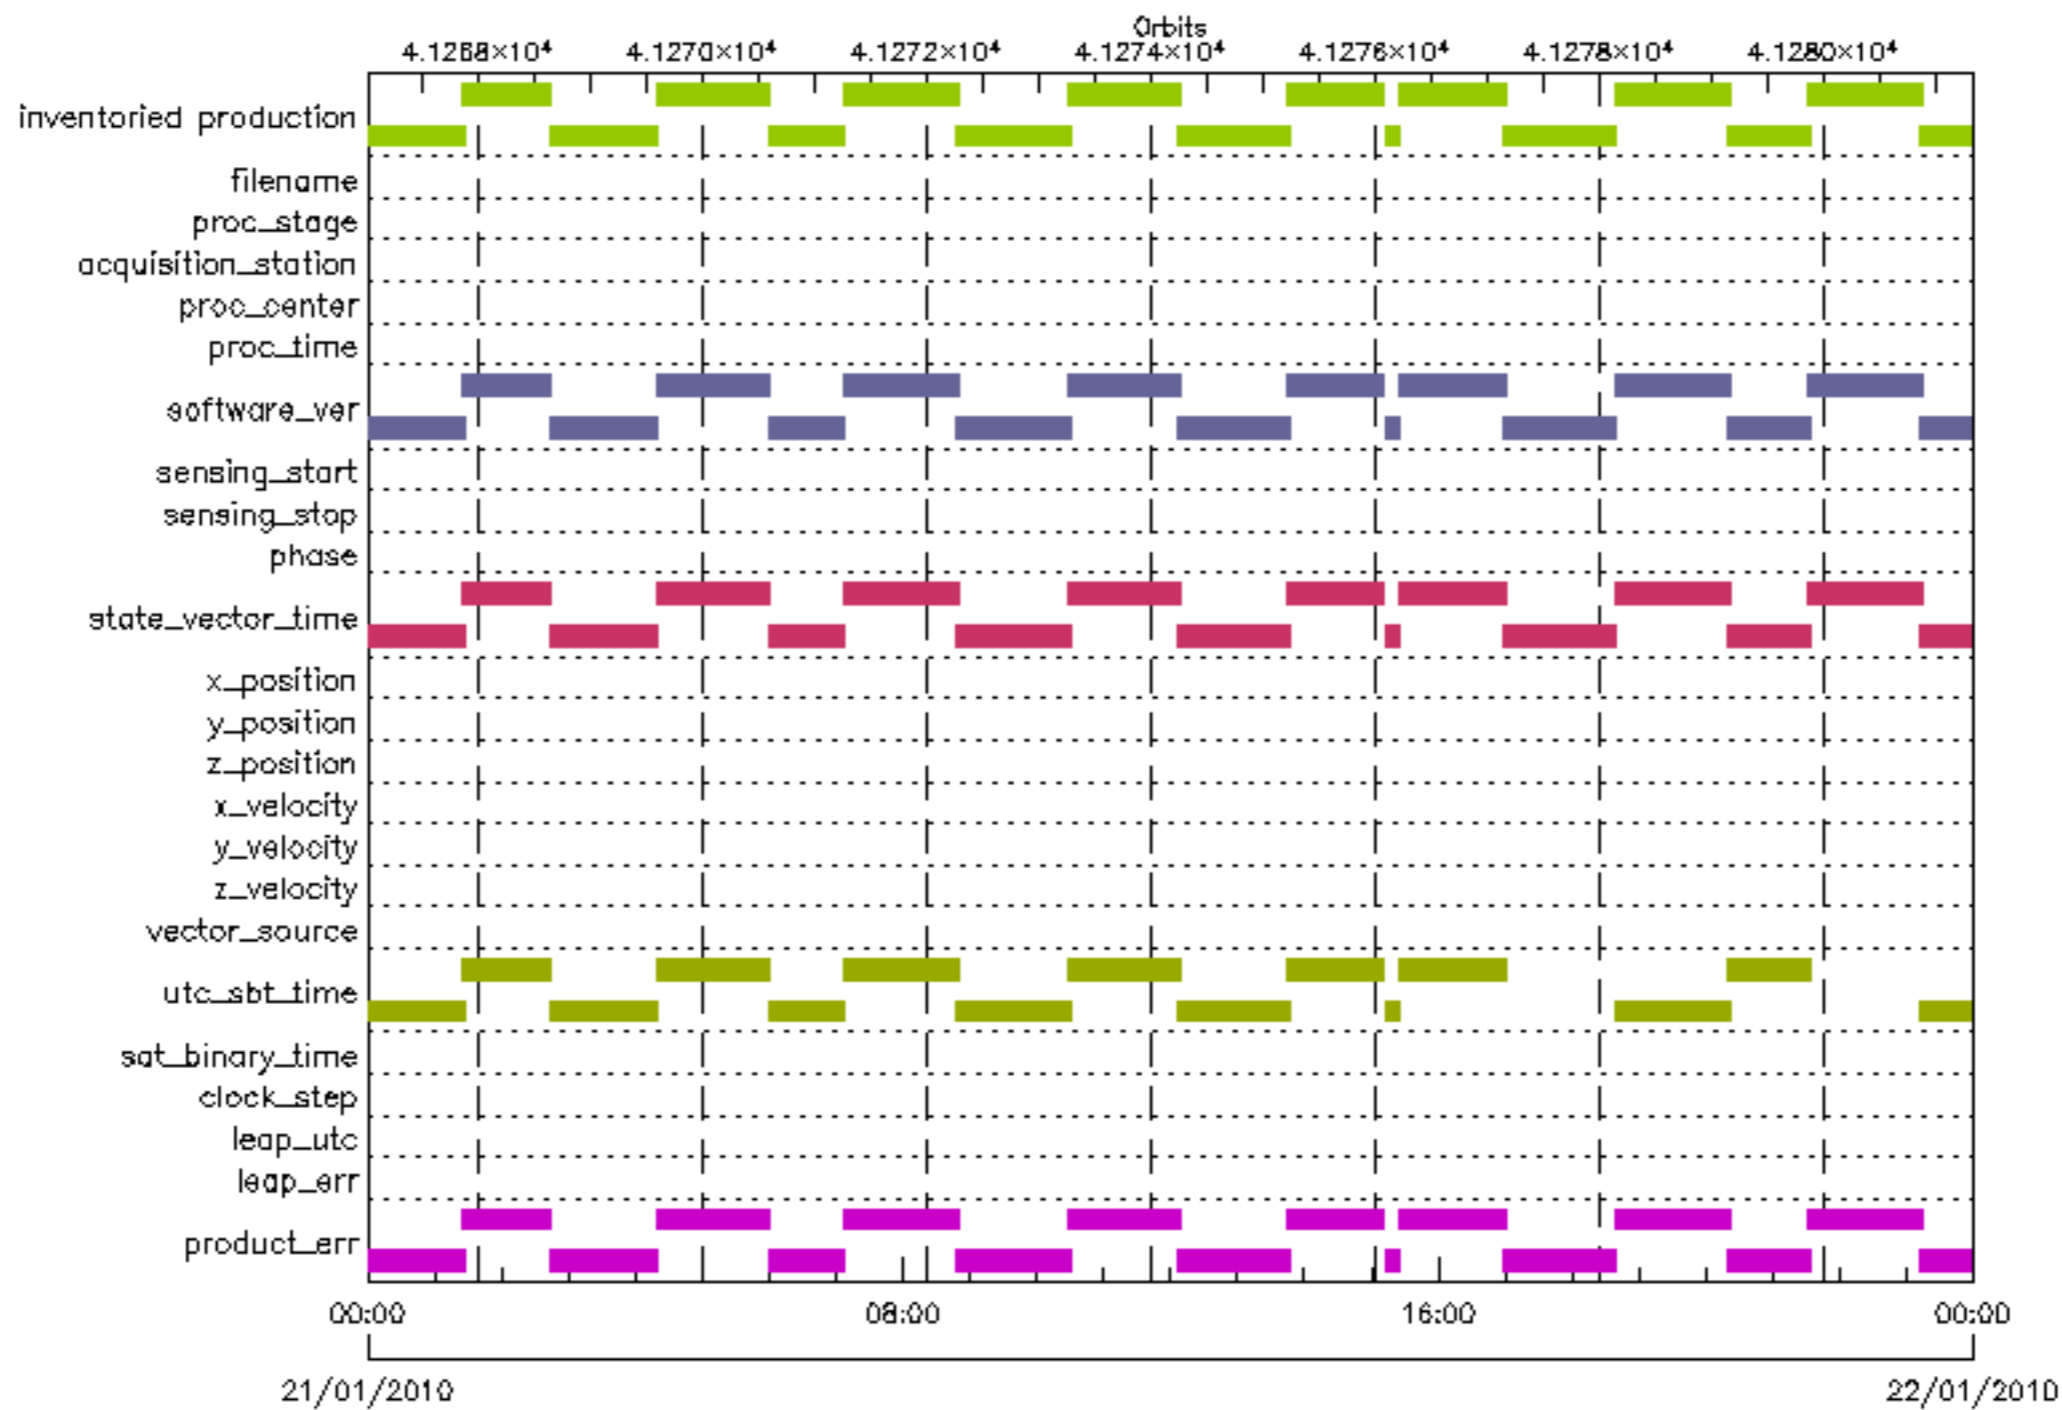 Orbits
4.1268×10⁴ 4.1270×10⁴ 4.1272×10⁴ 4.1274×10⁴ 4.1276×10⁴ 4.1278×10⁴ 4.1280×10⁴
inventoried production
filename
proc_stage
acquisition_station
proc_center
proc_time
software_ver
sensing_start
sensing_stop
phase
state_vector_time
x_position
y_position
z_position
x_velocity
y_velocity
z_velocity
vector_source
utc_sbt_time
sat_binary_time
clock_step
leap_utc
leap_err
product_err
00:00 08:00 16:00 00:00
21/01/2010 22/01/2010